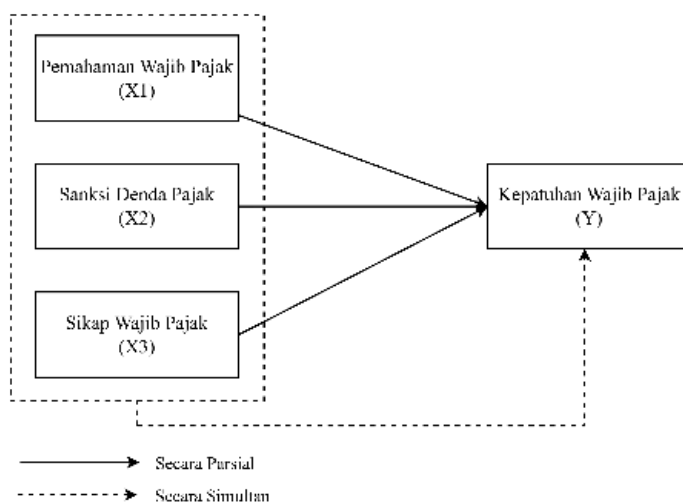 Pemahaman Wajib Pajak
(X1)
Sanksi Denda Pajak
(X2)
Kepatuhan Wajib Pajak
(Y)
Sikap Wajib Pajak
(X3)
Secara Parsial
Secara Simultan